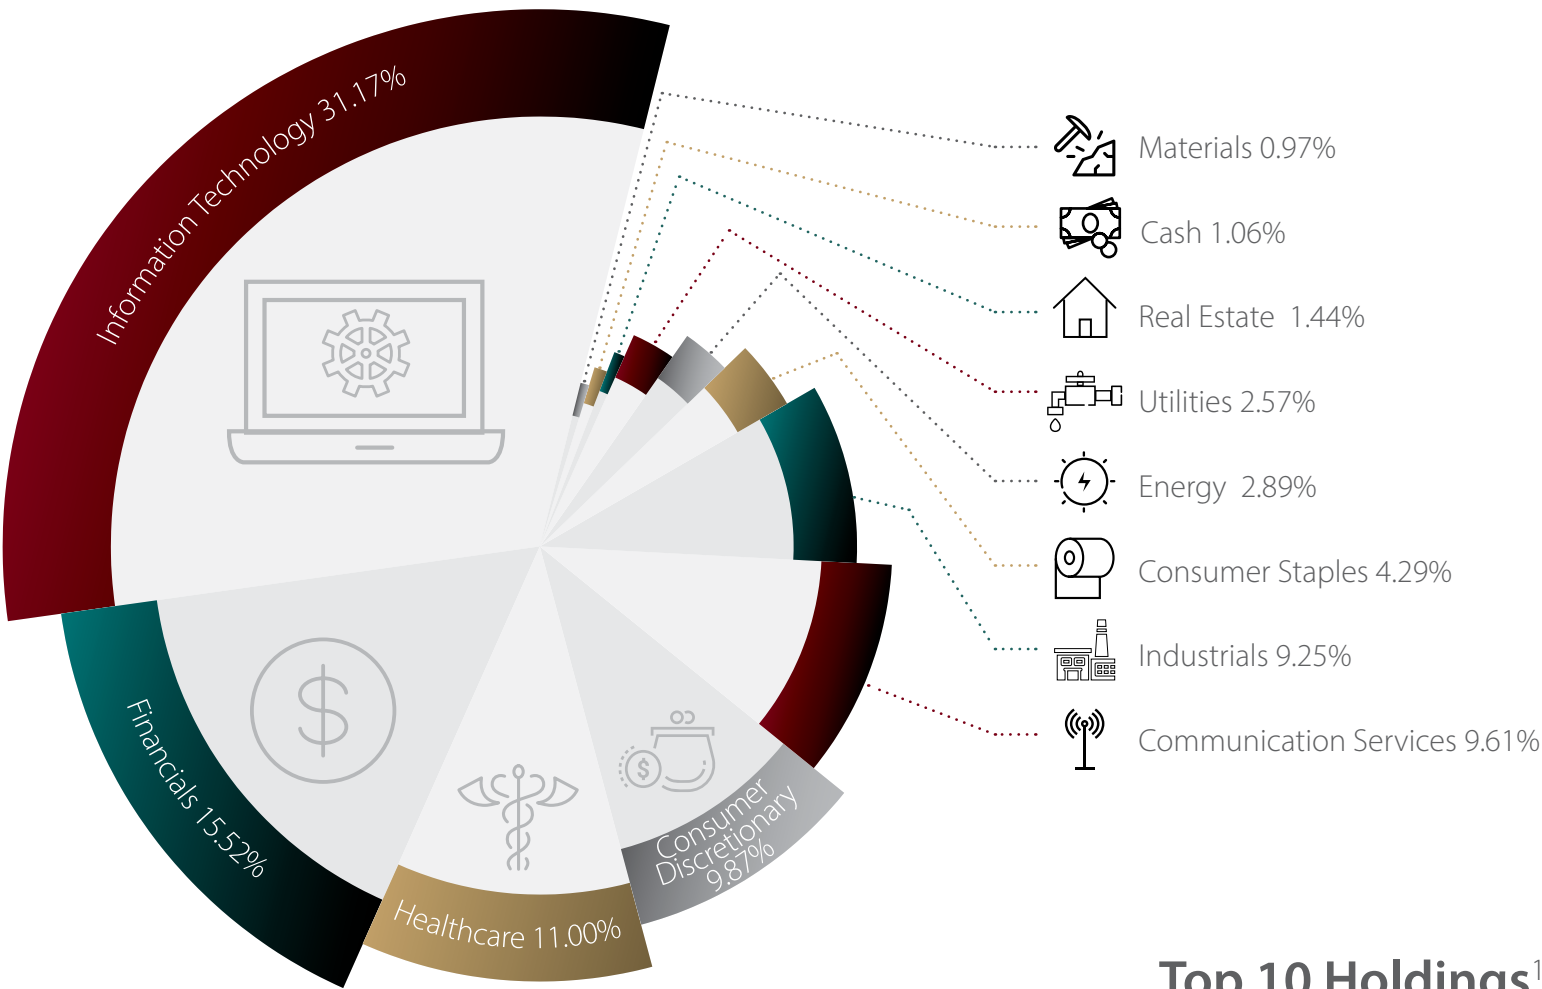 Information Technology 31.17%
Materials 0.97%
Cash 1.06%
Real Estate 1.44%
Utilities 2.57%
Energy 2.89%
Consumer Staples 4.29%
Industrials 9.25%
Communication Services 9.61%
$
Financials 15.52%
$
Consumer
Discretionary
9.87%
Healthcare 11.00%
Top 10 Holdings1